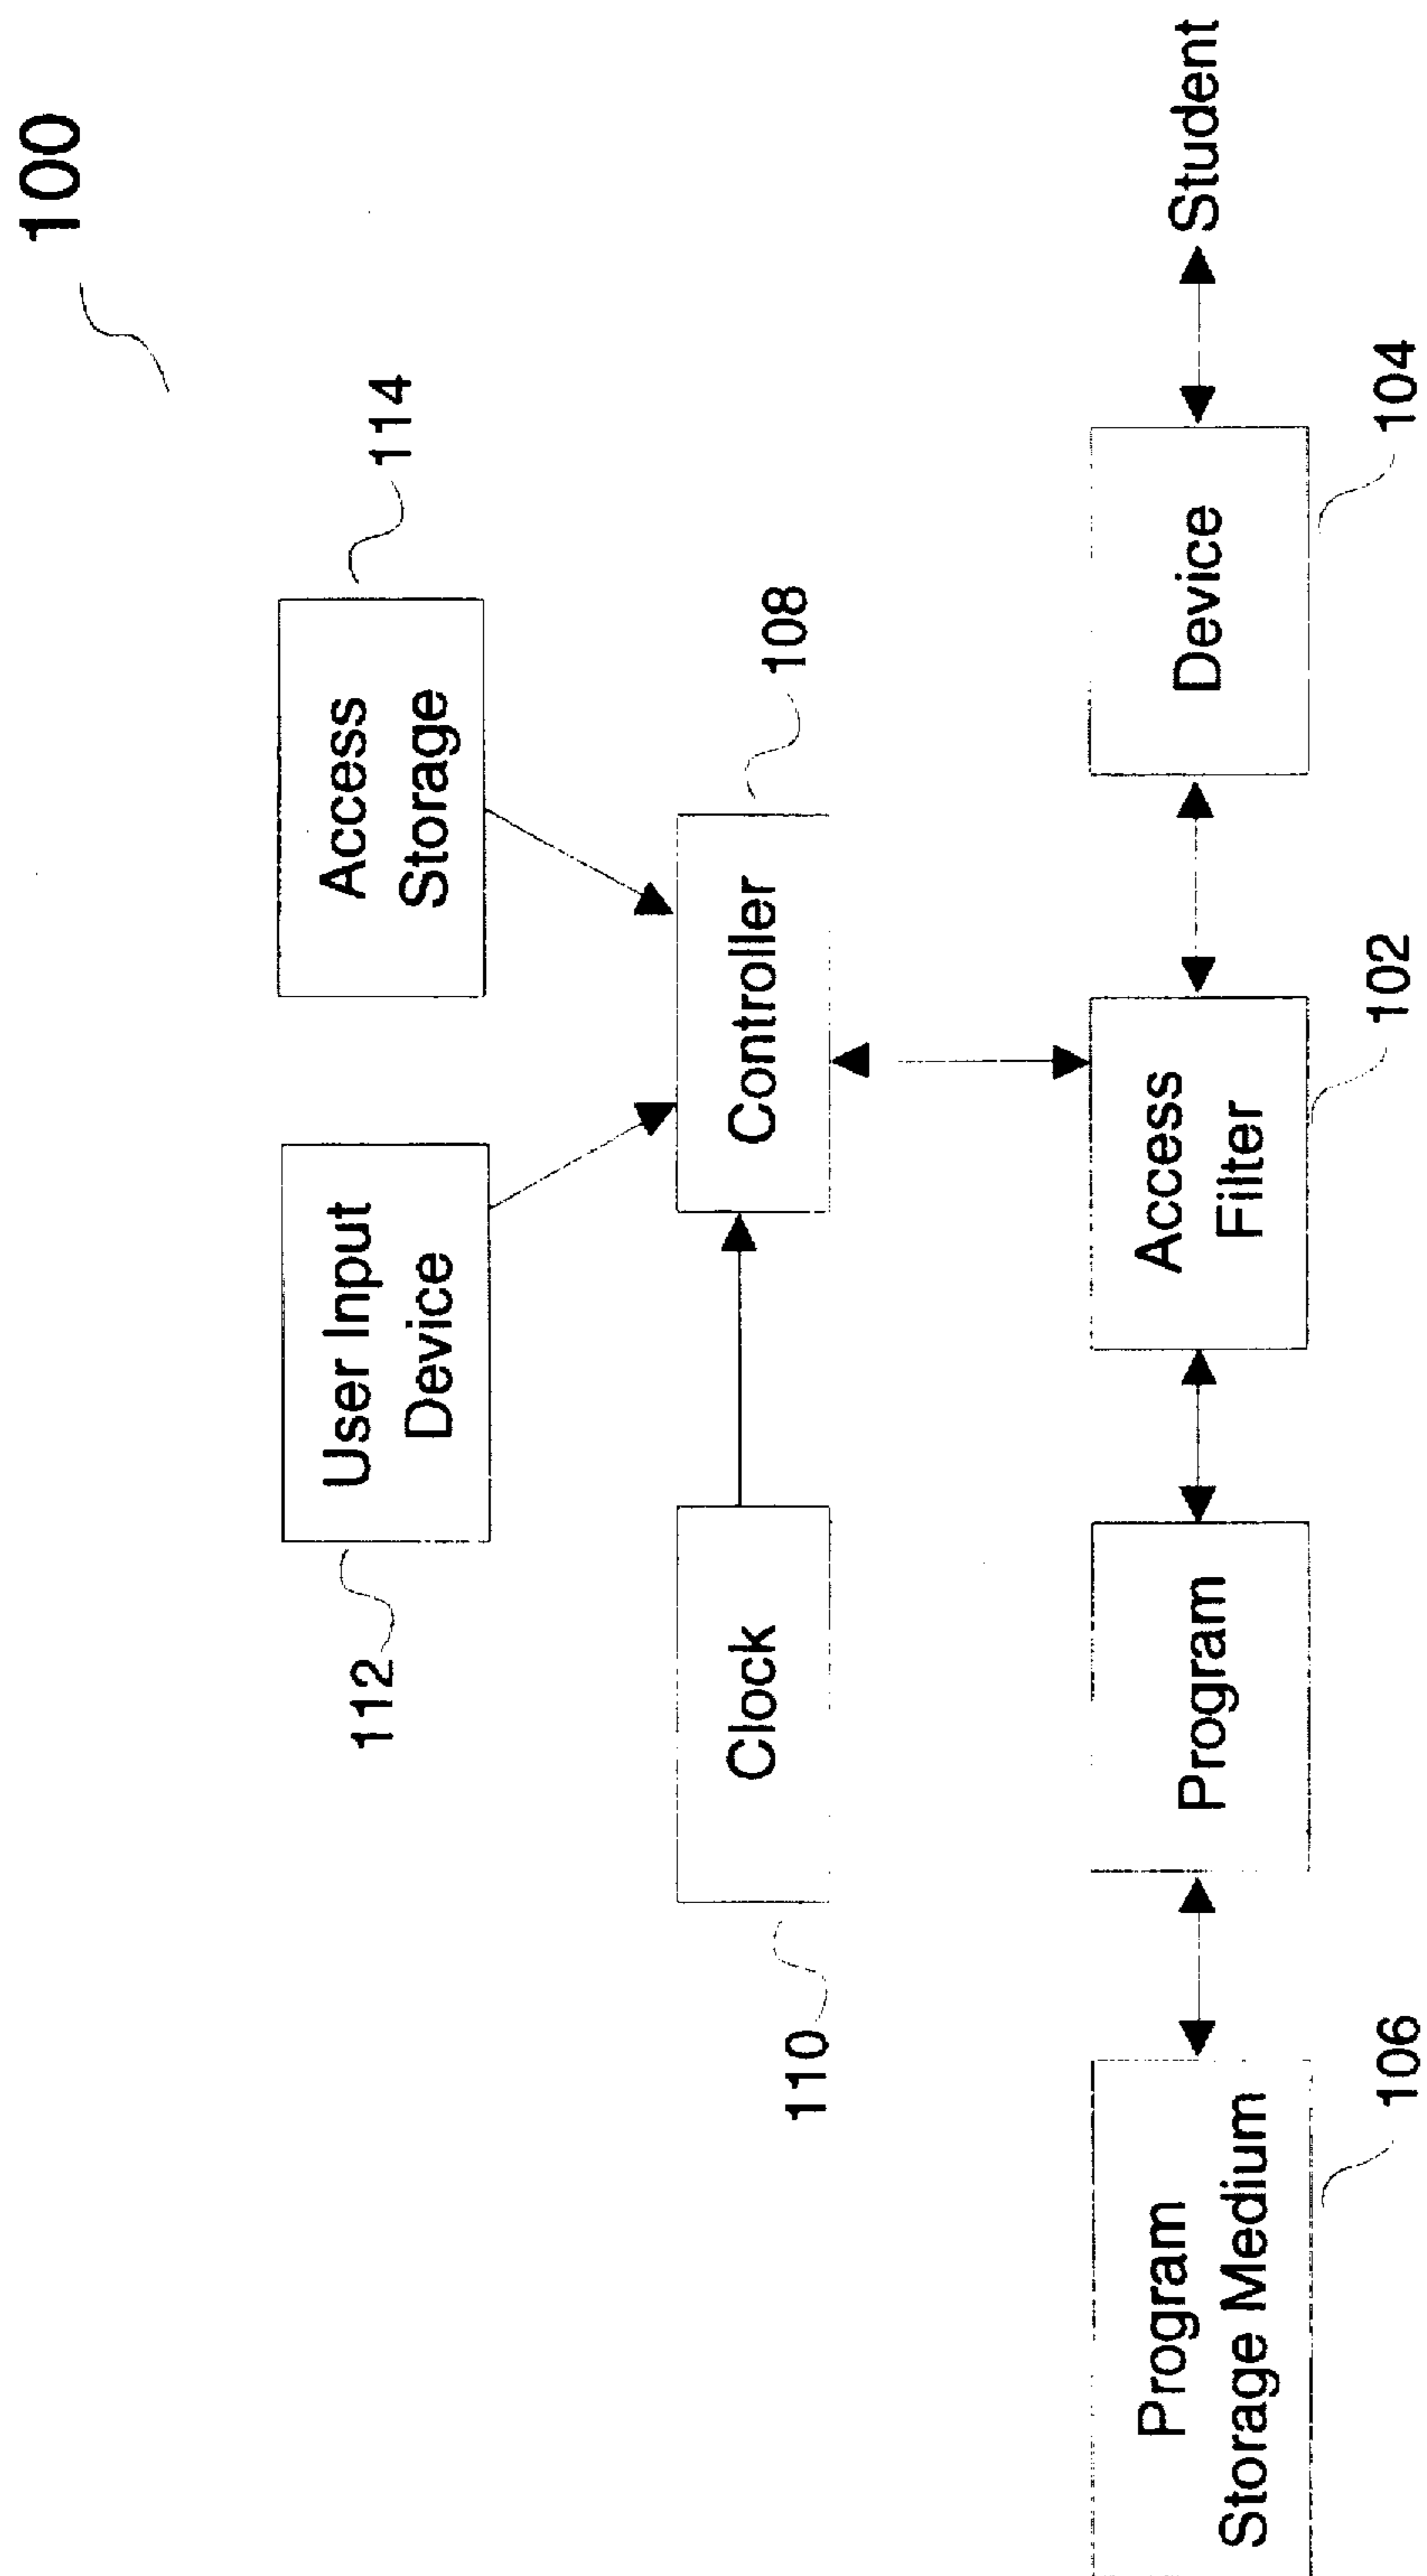 100
114
Access
Storage
User Input
Device
112
108
Controller
Clock
110
Student
Device
104
Access
Filter
102
Program
Program
Storage Medium
106